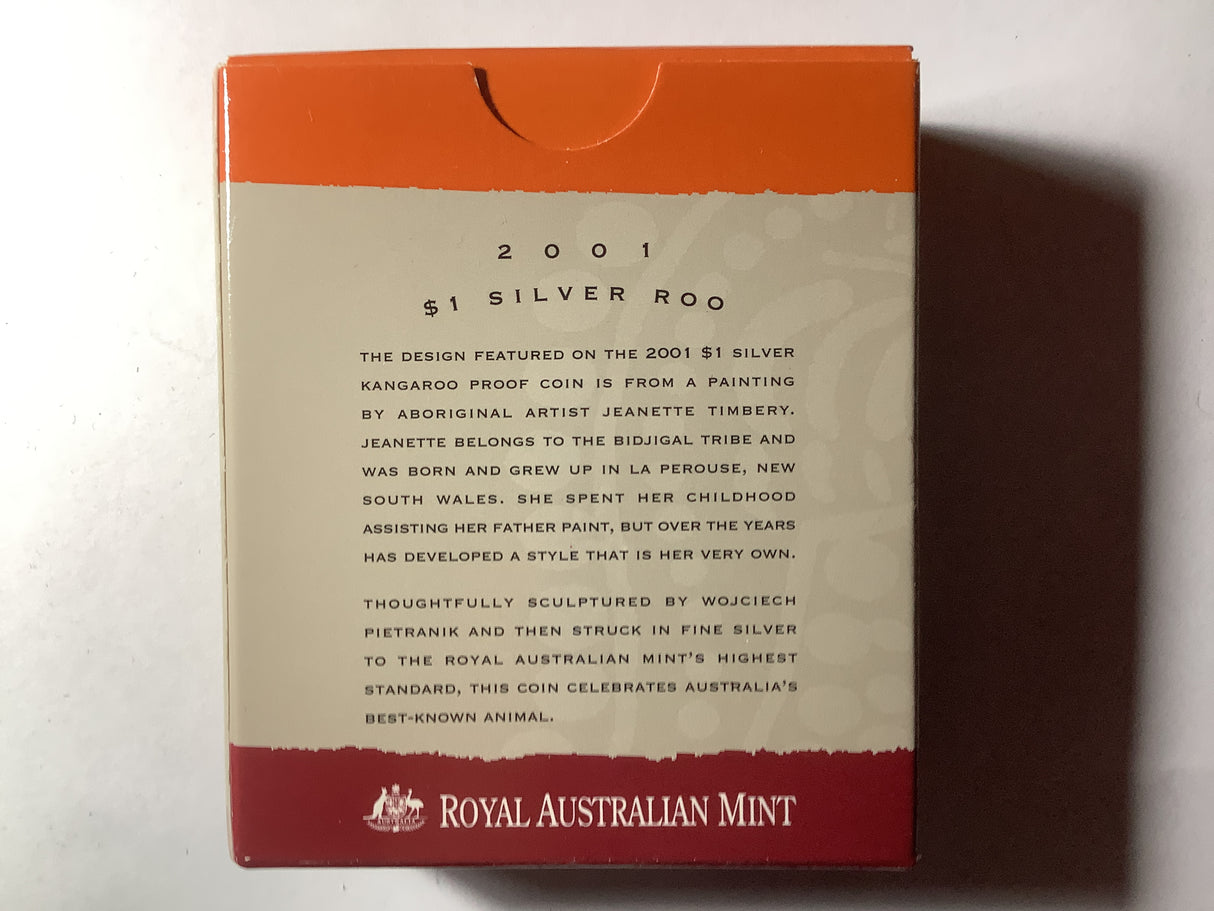 2001
$1 SILVER ROO
THE DESIGN FEATURED ON THE 2001 $1 SILVER
KANGAROO PROOF COIN IS FROM A PAINTING
BY ABORIGINAL ARTIST JEANETTE TIMBERY.
JEANETTE BELONGS TO THE BIDJIGAL TRIBE AND
WAS BORN AND GREW UP IN LA PEROUSE, NEW
SOUTH WALES. SHE SPENT HER CHILDHOOD
ASSISTING HER FATHER PAINT, BUT OVER THE YEARS
HAS DEVELOPED A STYLE THAT IS HER VERY OWN.
THOUGHTFULLY SCULPTURED BY WOJCIECH
PIETRANIK AND THEN STRUCK IN FINE SILVER
TO THE ROYAL AUSTRALIAN MINT'S HIGHEST
STANDARD, THIS COIN CELEBRATES AUSTRALIA'S
BEST-KNOWN ANIMAL.
AUSTRALIA
ROYAL AUSTRALIAN MINT